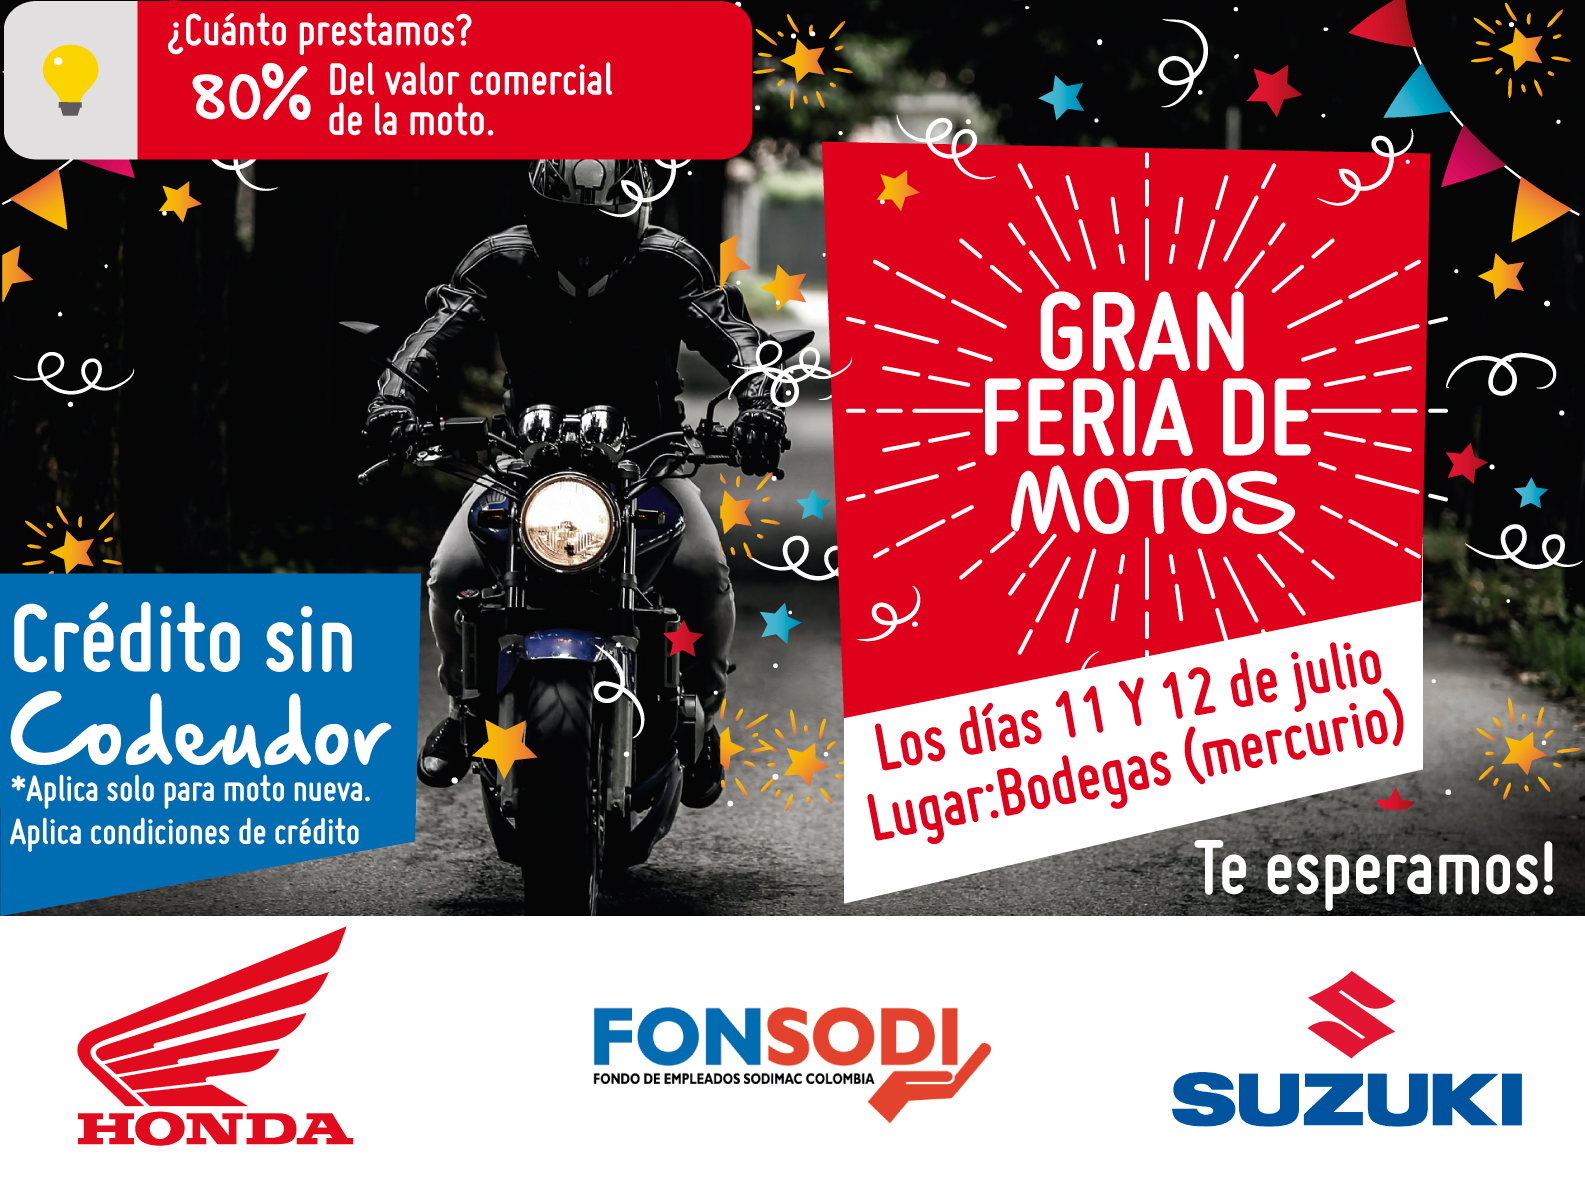 ¿Cuánto prestamos?
80% Del valor comercial
de la moto.
GRAN
FERIA DE
MOTOS
Los días 11 Y 12 de julio
Lugar:Bodegas (mercurio)
Te esperamos!
Crédito sin
Codeudor
*Aplica solo para moto nueva.
Aplica condiciones de crédito
HONDA
FONSODI
FONDO DE EMPLEADOS SODIMAC COLOMBIA
SUZUKI